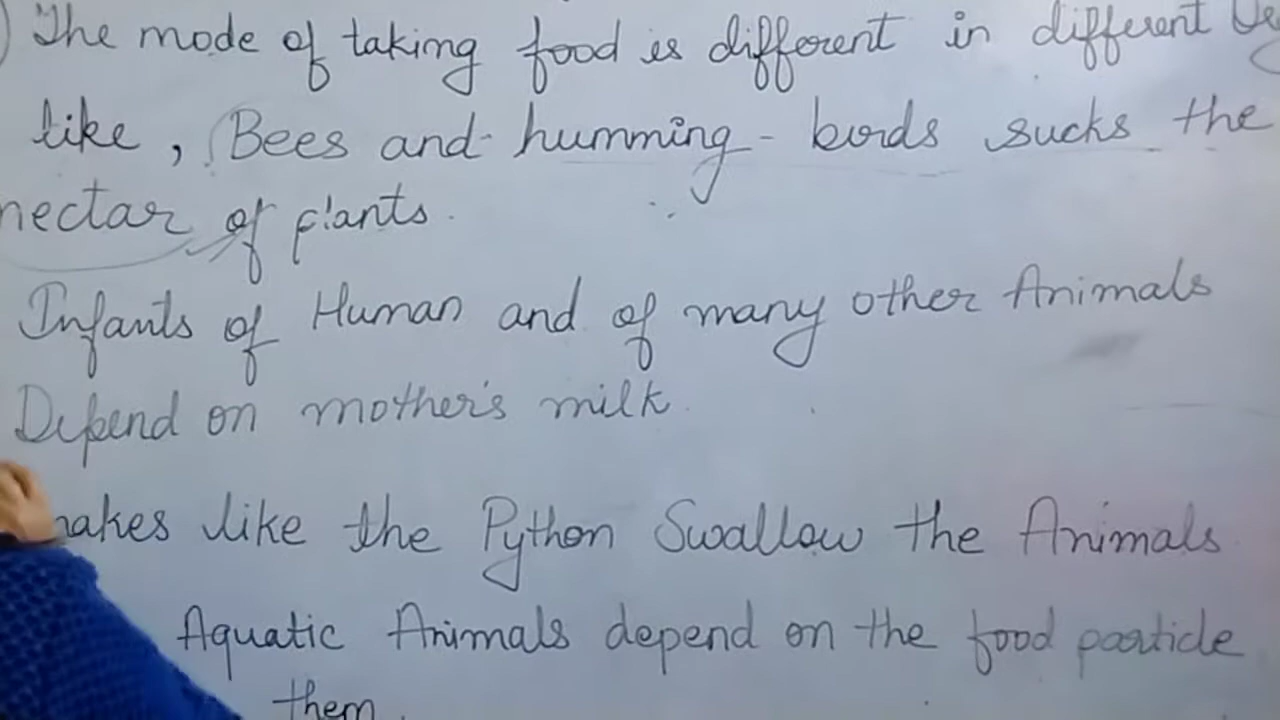 The mode of taking food is different in different
like, Bees and humming - birds sucks the
nectar of plants.
Infants of Human and of many other Animals
Depend on mother's milk.
nakes like the Python Swallow the Animals
Aquatic Animals depend on the food particle
them.